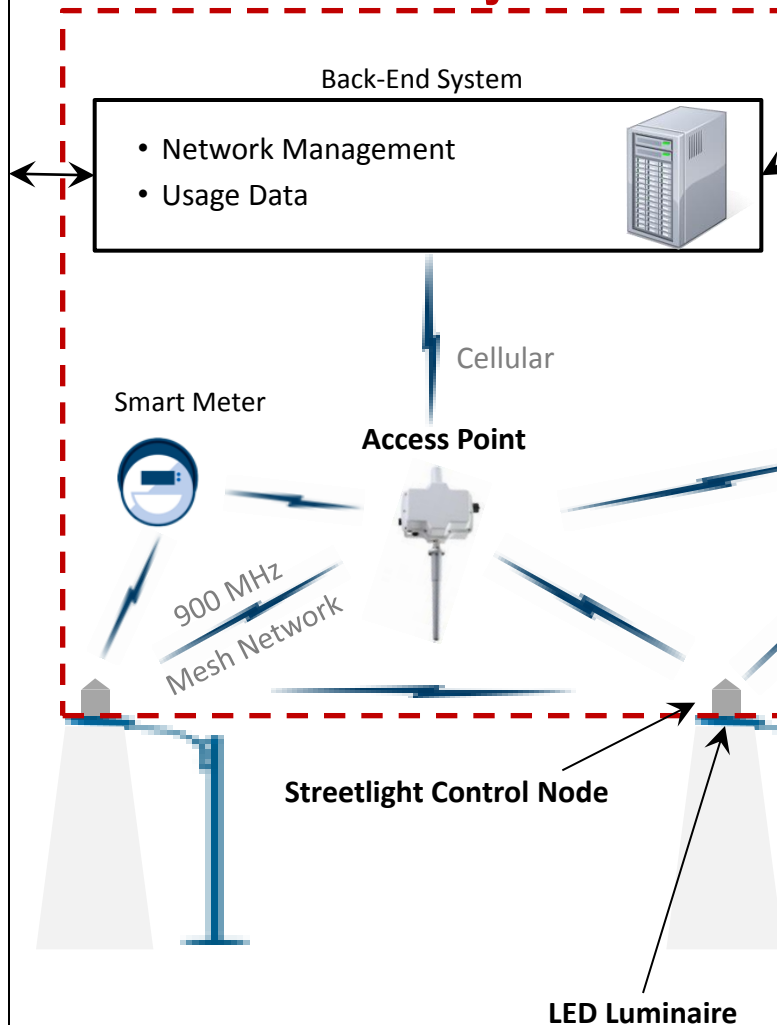 Back-End System
• Network Management
• Usage Data
Cellular
Smart Meter
Access Point
900 MHz
Mesh Network
Streetlight Control Node
LED Luminaire